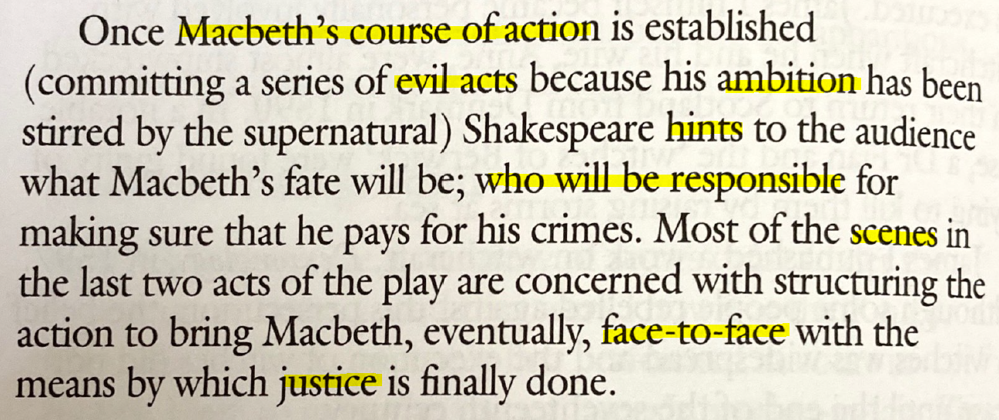 Once Macbeth’s course of action is established
(committing a series of evil acts because his ambition has been
stirred by the supernatural) Shakespeare hints to the audience
what Macbeth’s fate will be; who will be responsible for
making sure that he pays for his crimes. Most of the scenes in
the last two acts of the play are concerned with structuring the
action to bring Macbeth, eventually, face-to-face with the
means by which justice is finally done.